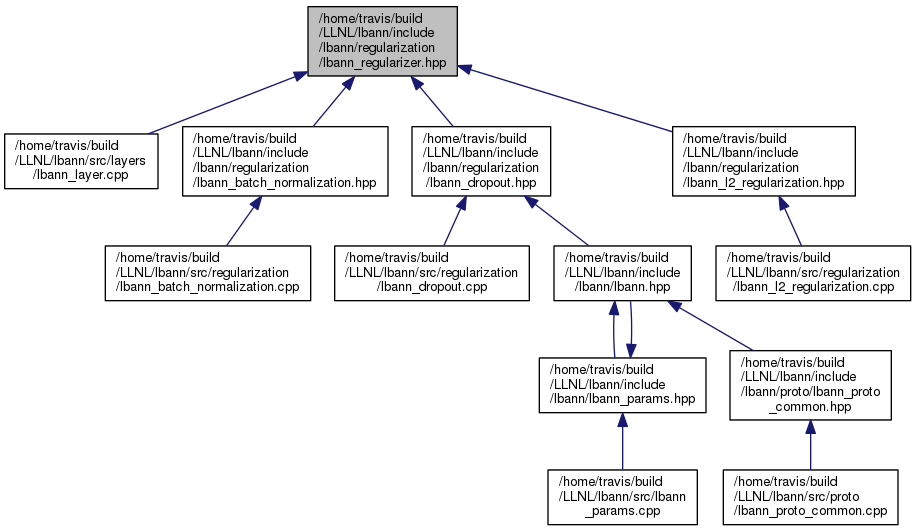 /home/travis/build
/LLNL/lbann/include
/lbann/regularization
/lbann_regularizer.hpp
/home/travis/build
/LLNL/lbann/src/layers
/lbann_layer.cpp
/home/travis/build
/LLNL/lbann/include
/lbann/regularization
/lbann_batch_normalization.hpp
/home/travis/build
/LLNL/lbann/include
/lbann/regularization
/lbann_dropout.hpp
/home/travis/build
/LLNL/lbann/include
/lbann/regularization
/lbann_l2_regularization.hpp
/home/travis/build
/LLNL/lbann/src/regularization
/lbann_batch_normalization.cpp
/home/travis/build
/LLNL/lbann/src/regularization
/lbann_dropout.cpp
/home/travis/build
/LLNL/lbann/include
/lbann/lbann.hpp
/home/travis/build
/LLNL/lbann/src/regularization
/lbann_l2_regularization.cpp
/home/travis/build
/LLNL/lbann/include
/lbann/lbann_params.hpp
/home/travis/build
/LLNL/lbann/include
/lbann/proto/lbann_proto
_common.hpp
/home/travis/build
/LLNL/lbann/src/lbann
_params.cpp
/home/travis/build
/LLNL/lbann/src/proto
/lbann_proto_common.cpp